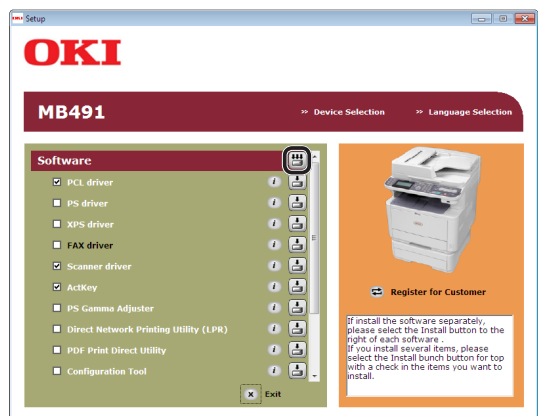 Setup
OKI
MB491
» Device Selection
» Language Selection
Software
PCL driver
PS driver
XPS driver
FAX driver
Scanner driver
ActKey
PS Gamma Adjuster
Direct Network Printing Utility (LPR)
PDF Print Direct Utility
Configuration Tool
x Exit
Register for Customer
If install the software separately,
please select the Install button to the
right of each software .
If you install several items, please
select the Install bunch button for top
with a check in the items you want to
install.